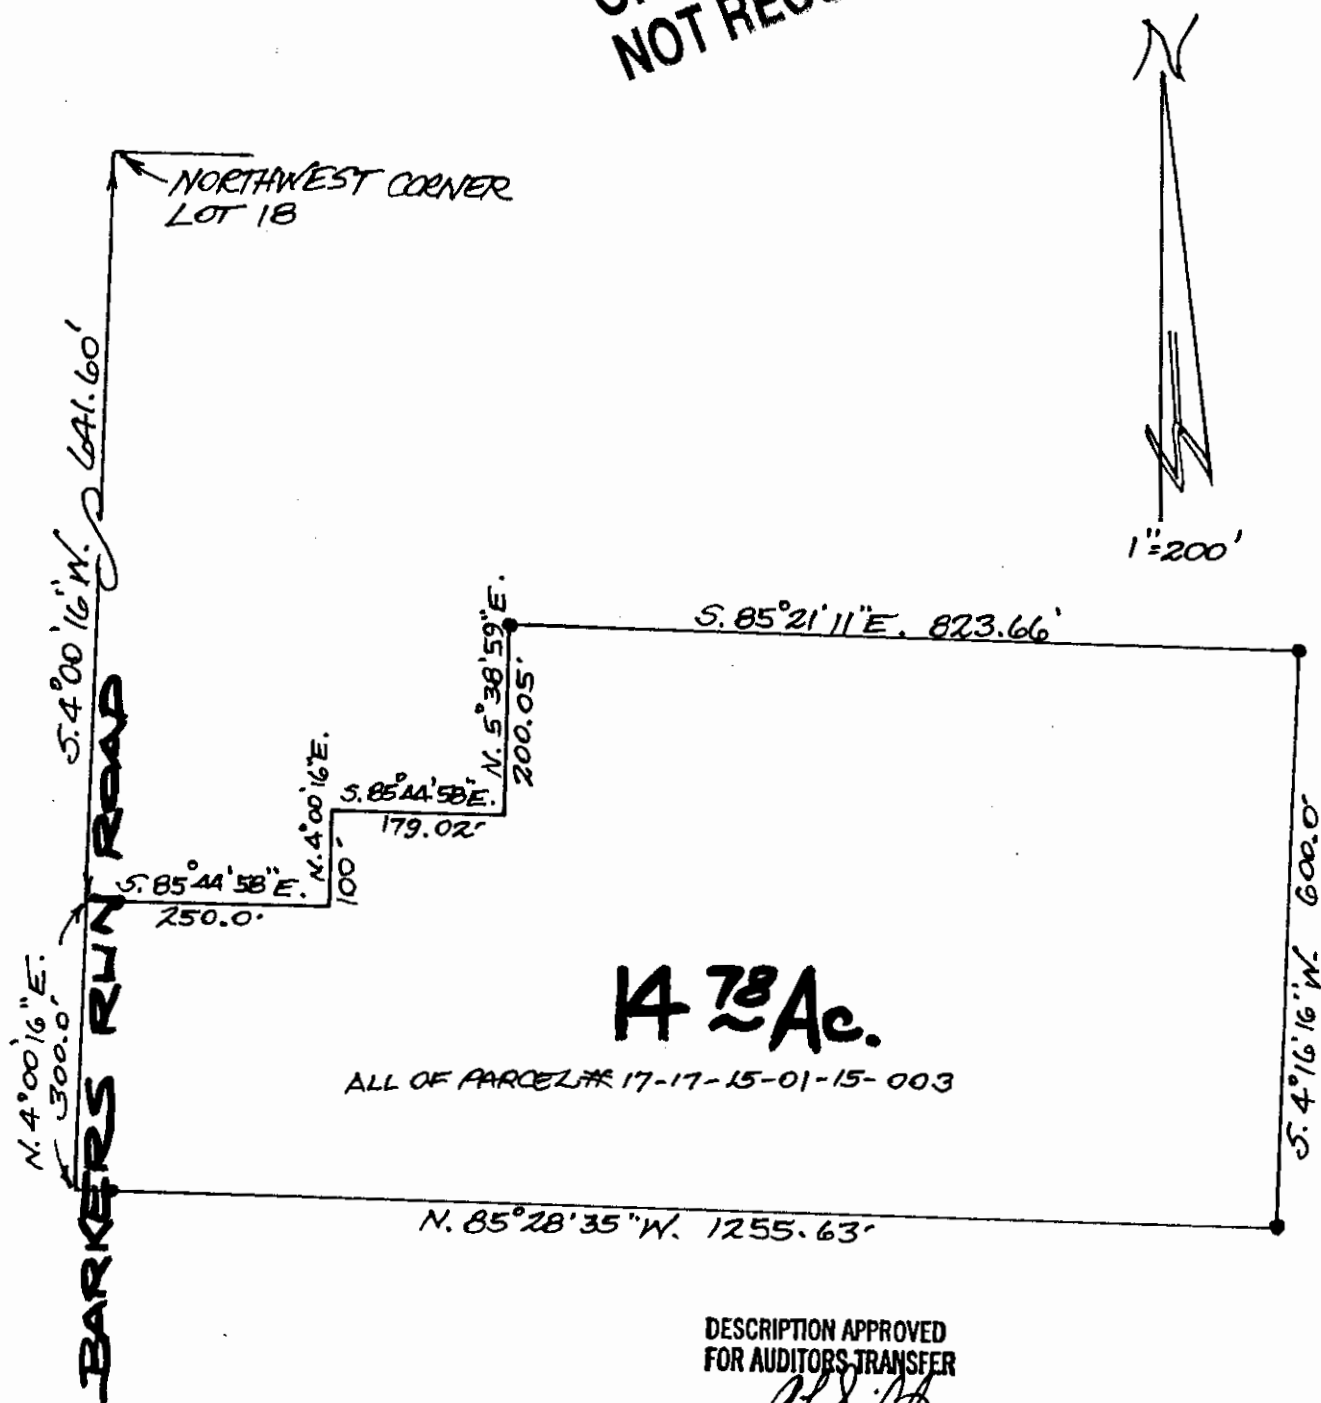 NOT
N
NORTHWEST CORNER
LOT 18
S. 4°00'16"W. 641.60'
1"=200'
S. 85°21'11"E. 823.66'
N. 5°38'59"E.
200.05'
N. 4°00'16"E.
100'
S. 85°44'58"E.
179.02'
S. 85°44'58"E.
250.0'
BARKERS RUN ROAD
N. 4°00'16"E.
300.0'
S. 4°16'16"W. 600.0'
14 78 Ac.
ALL OF PARCEL# 17-17-15-01-15-003
N. 85°28'35"W. 1255.63'
DESCRIPTION APPROVED
FOR AUDITORS TRANSFER